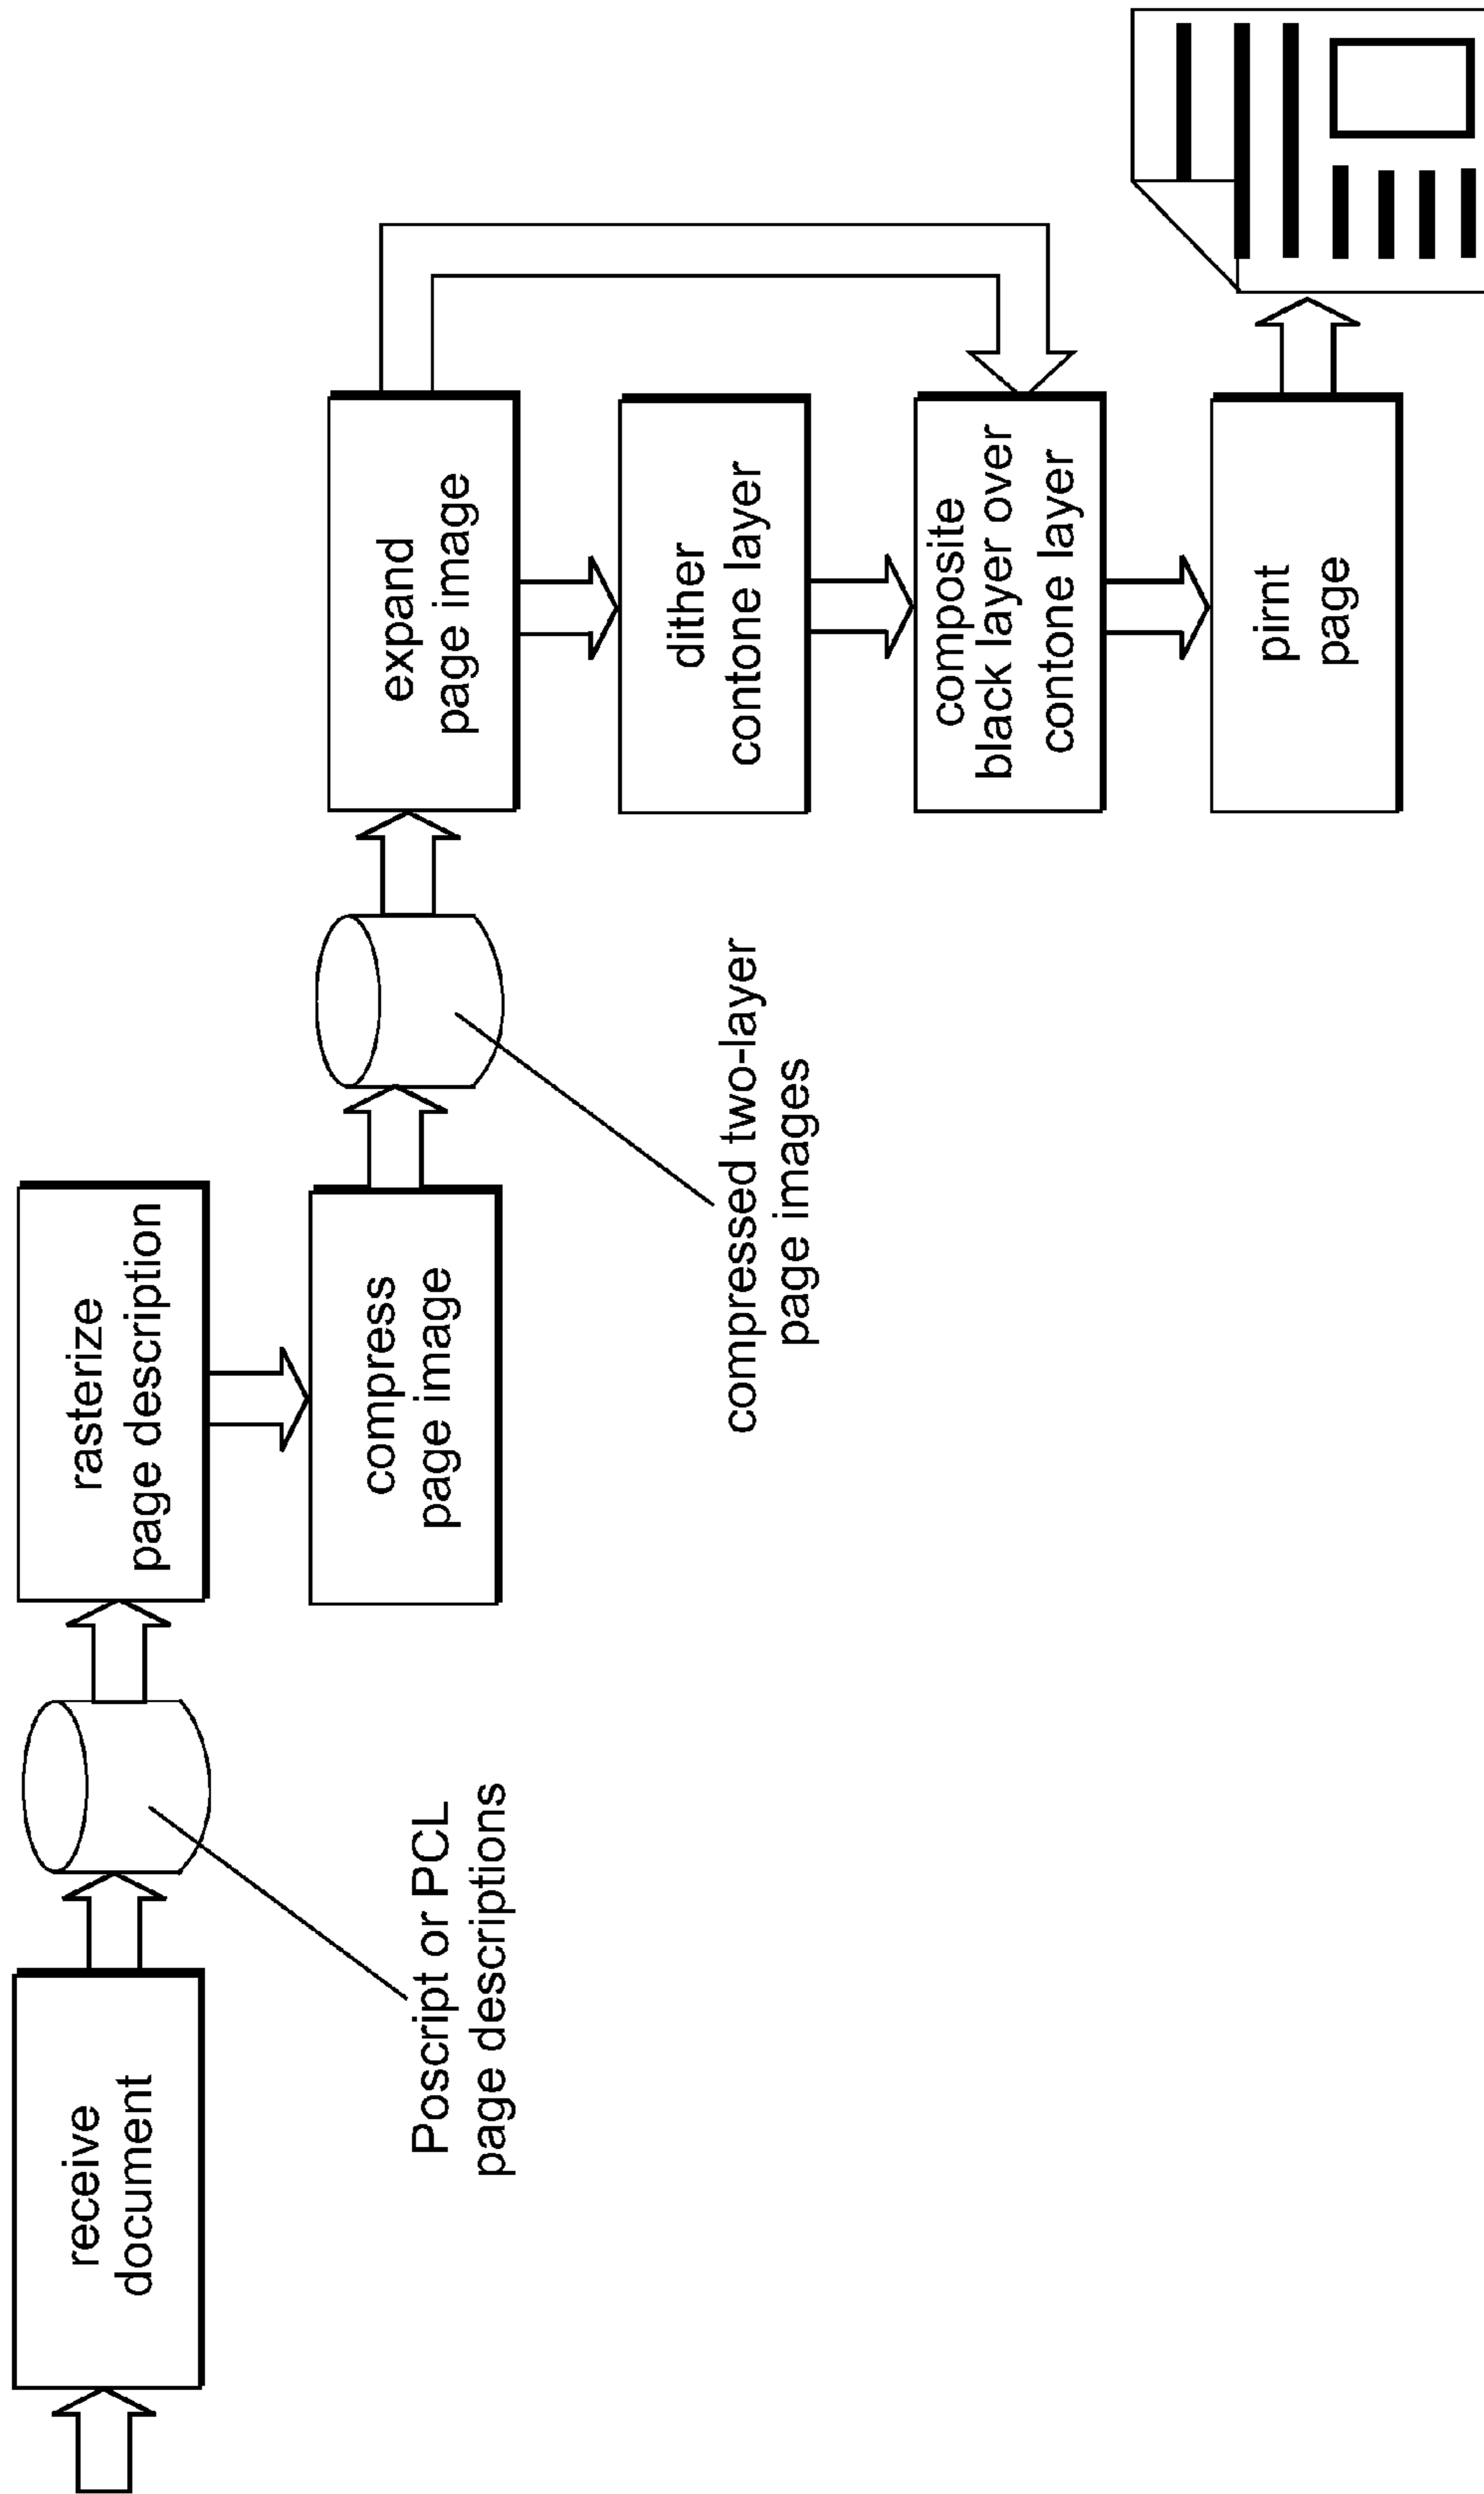 receive
document
Poscript or PCL
page descriptions
rasterize
page description
compress
page image
compressed two-layer
page images
expand
page image
dither
contone layer
composite
black layer over
contone layer
pirnt
page